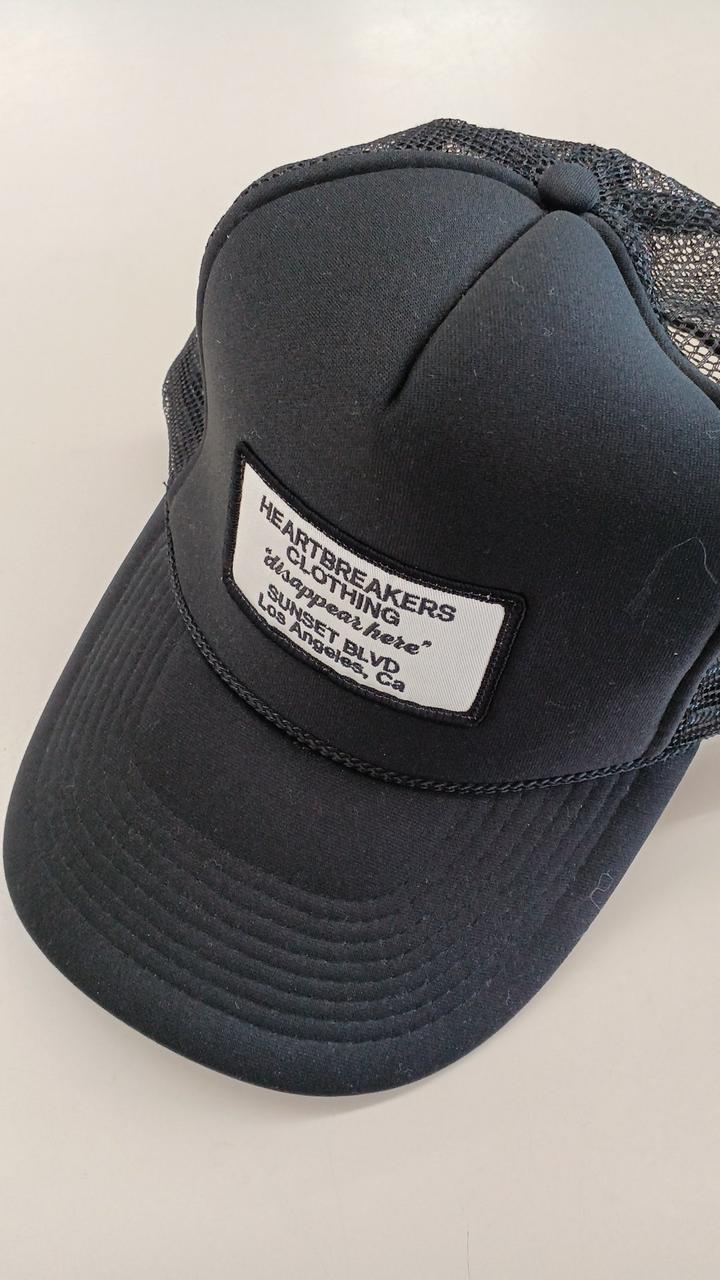 HEARTBREAKERS
CLOTHING
"disappear here"
SUNSET BLVD
Los Angeles, Ca